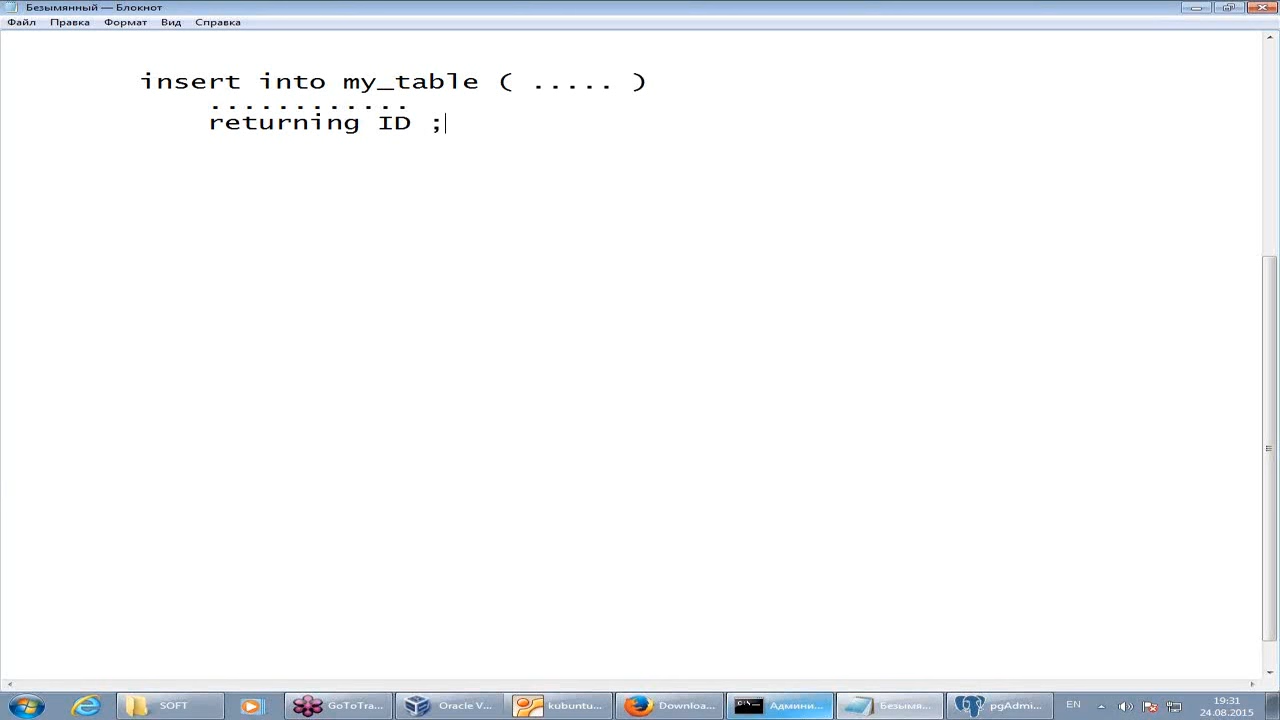 Безымянный — Блокнот
Файл Правка Формат Вид Справка
insert into my_table ( ..... )
............
returning ID ;
SOFT GoToTra... Oracle V... kubuntu... Downloa... Админи... Безымя... pgAdmi... EN 19:31
24.08.2015